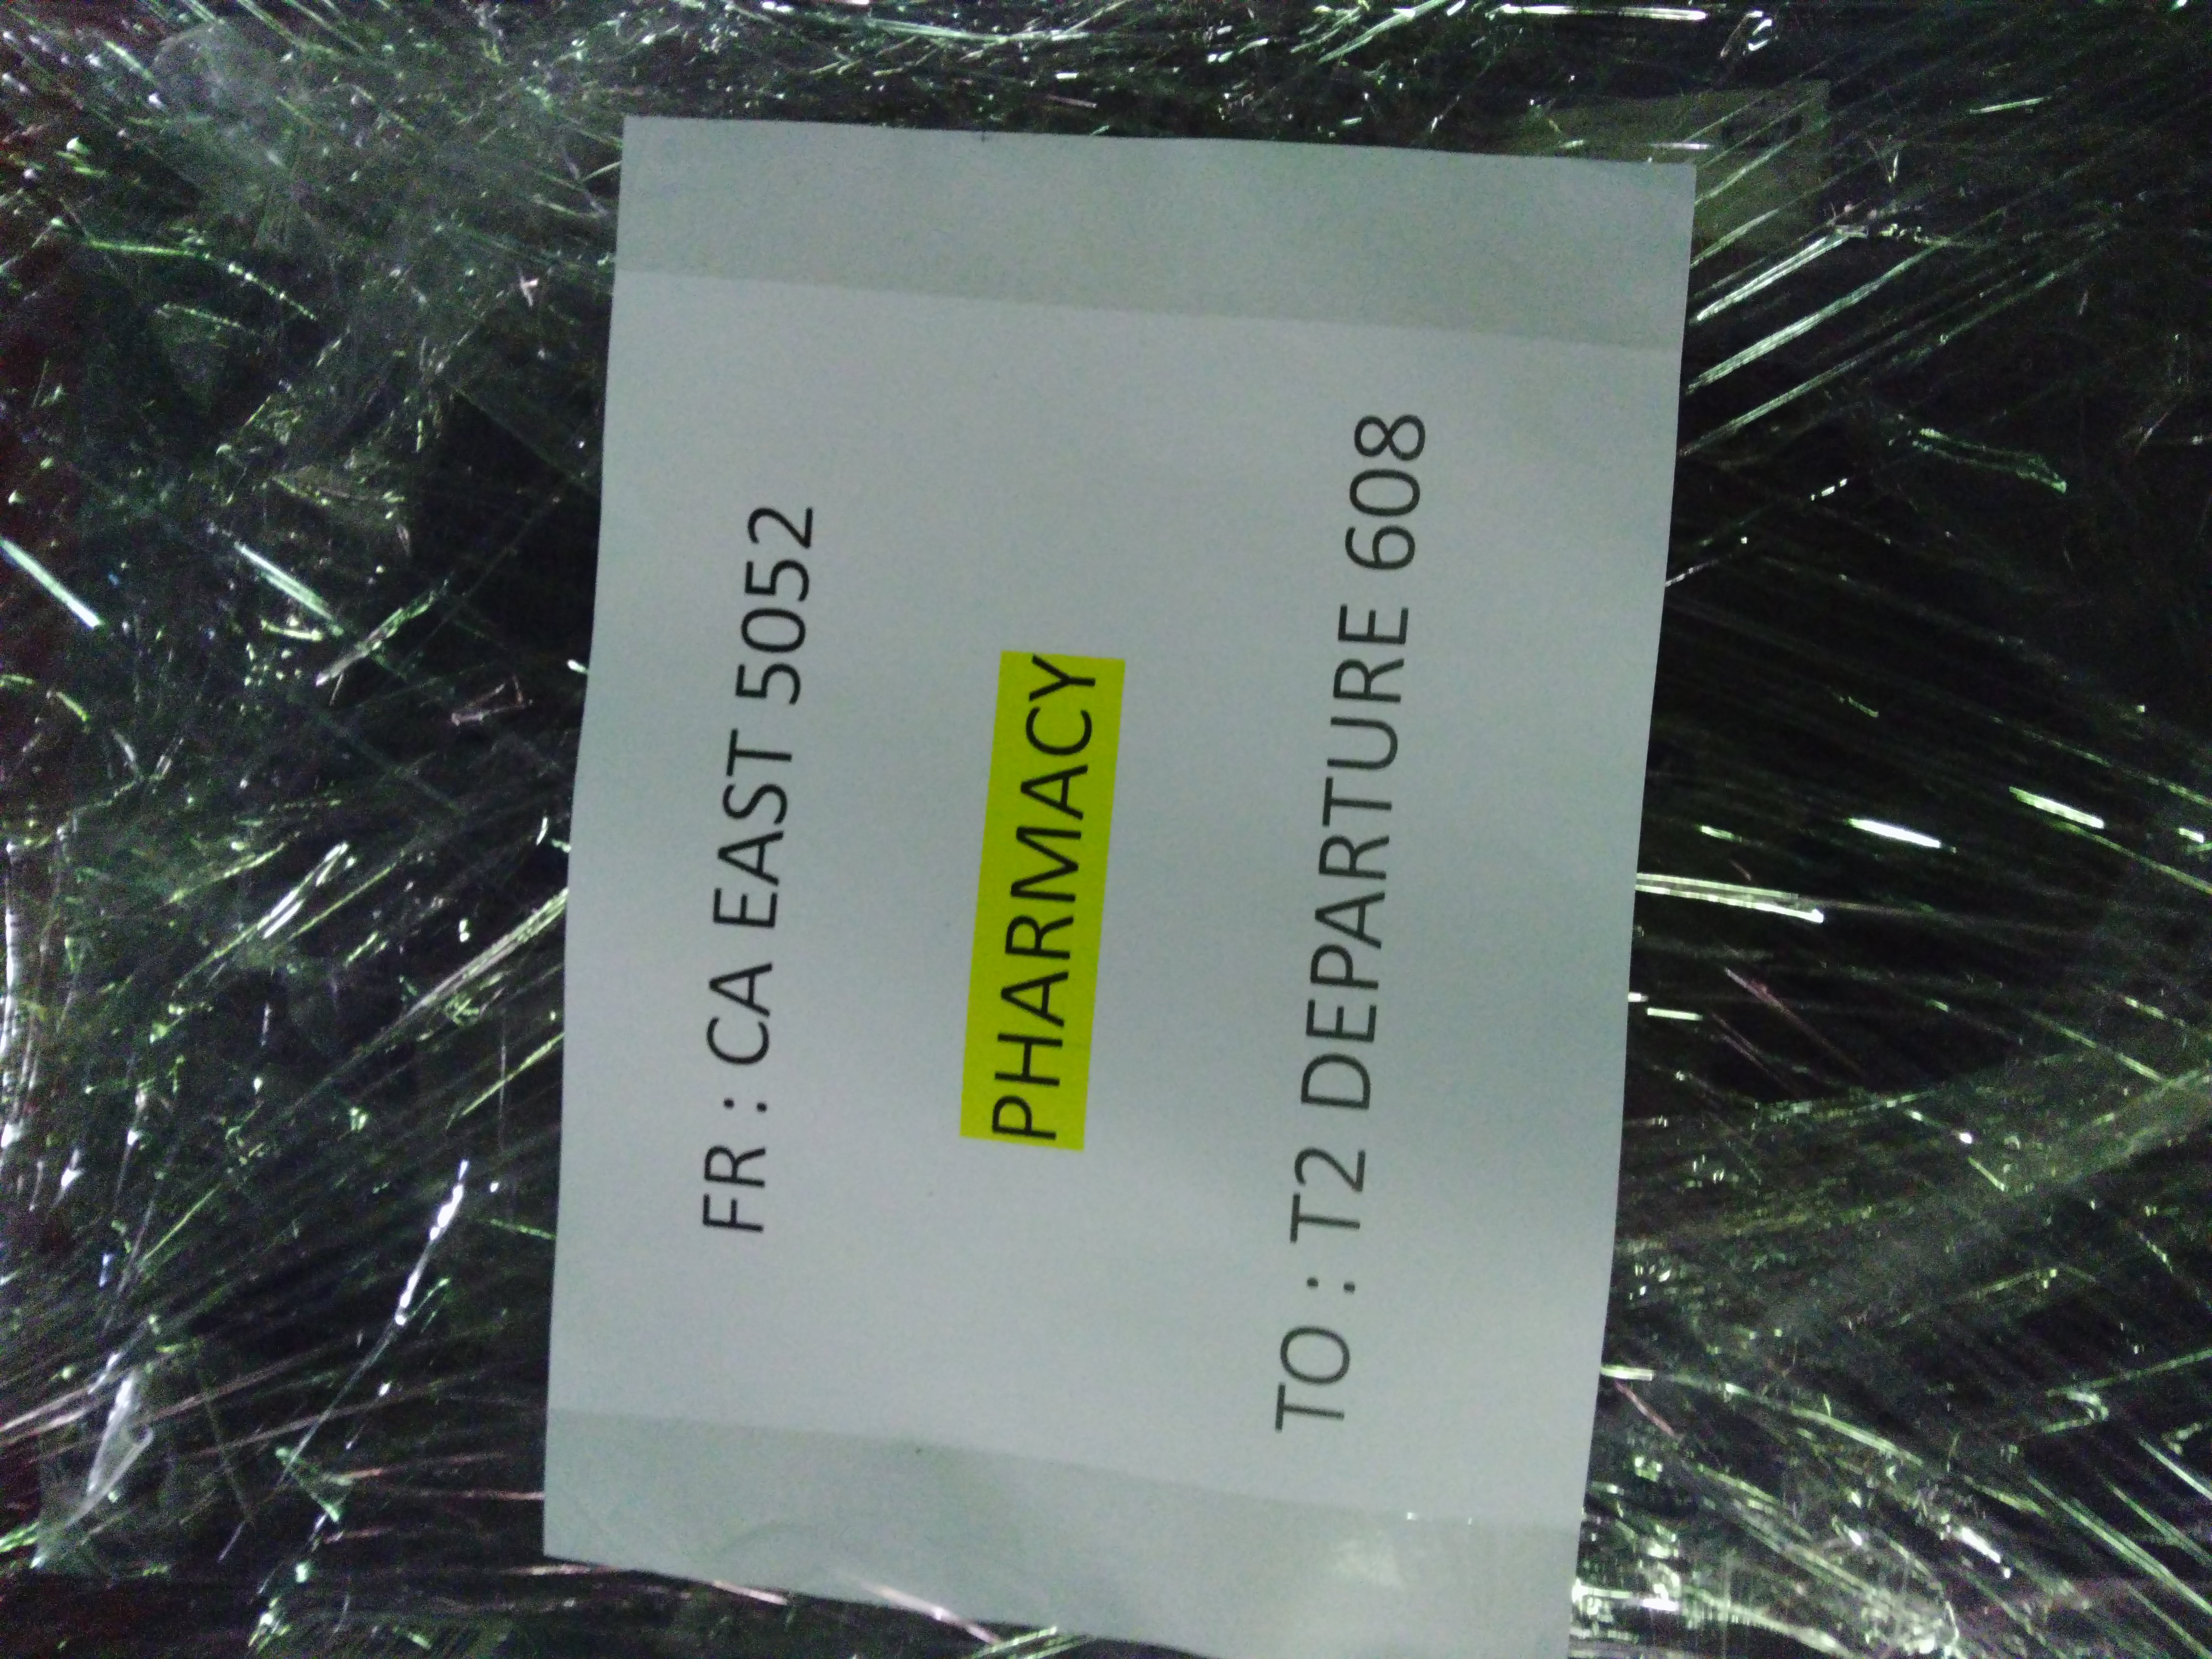 FR : CA EAST 5052
PHARMACY
TO : T2 DEPARTURE 608